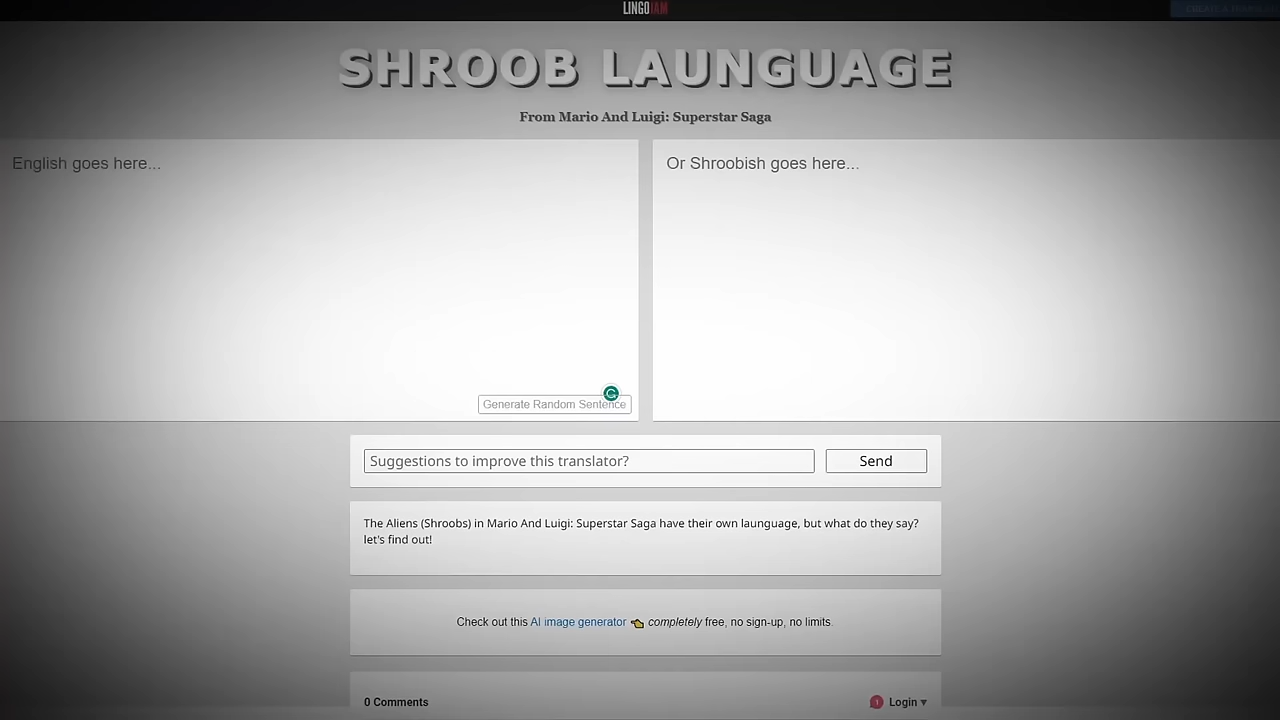 LINGOJAM
CREATE A TRANSLATOR
SHROOB LAUNGUAGE
From Mario And Luigi: Superstar Saga
English goes here...
Or Shroobish goes here...
Generate Random Sentence
Suggestions to improve this translator?
Send
The Aliens (Shroobs) in Mario And Luigi: Superstar Saga have their own launguage, but what do they say?
let's find out!
Check out this AI image generator 👈 completely free, no sign-up, no limits.
0 Comments
1
Login ▾